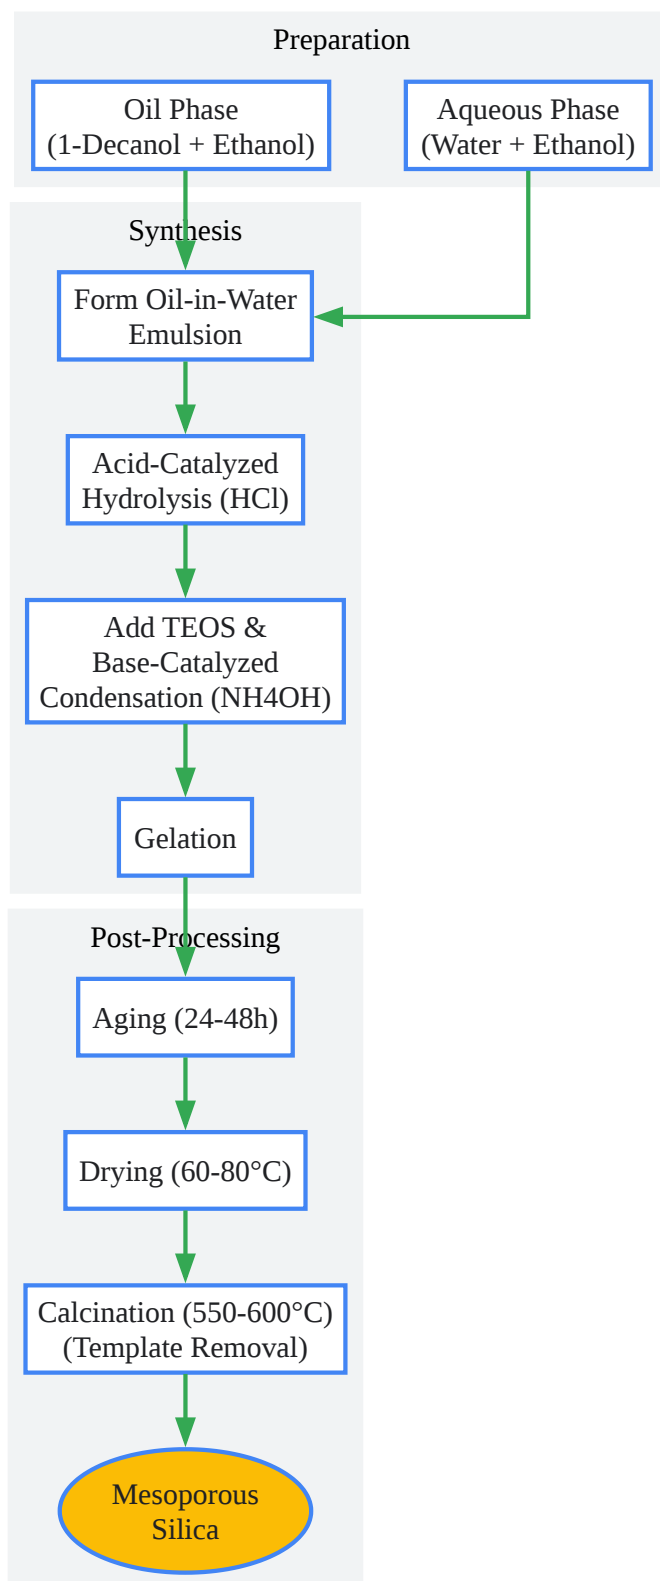 Preparation
Oil Phase
(1-Decanol + Ethanol)
Aqueous Phase
(Water + Ethanol)
Synthesis
Form Oil-in-Water
Emulsion
Acid-Catalyzed
Hydrolysis (HCl)
Add TEOS &
Base-Catalyzed
Condensation (NH4OH)
Gelation
Post-Processing
Aging (24-48h)
Drying (60-80°C)
Calcination (550-600°C)
(Template Removal)
Mesoporous
Silica